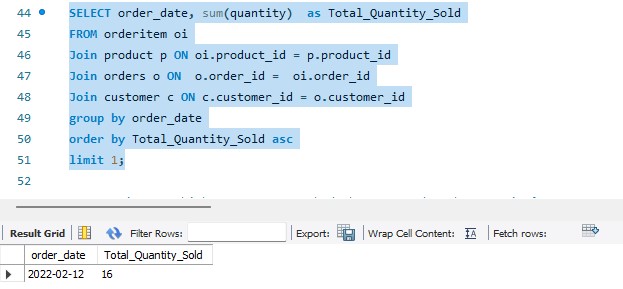 44 SELECT order_date, sum(quantity)  as Total_Quantity_Sold
45 FROM orderitem oi
46 Join product p ON oi.product_id = p.product_id
47 Join orders o ON  o.order_id =  oi.order_id
48 Join customer c ON c.customer_id = o.customer_id
49 group by order_date
50 order by Total_Quantity_Sold asc
51 limit 1;
52
Result Grid Filter Rows: Export: Wrap Cell Content: IA Fetch rows:
order_date Total_Quantity_Sold
2022-02-12 16